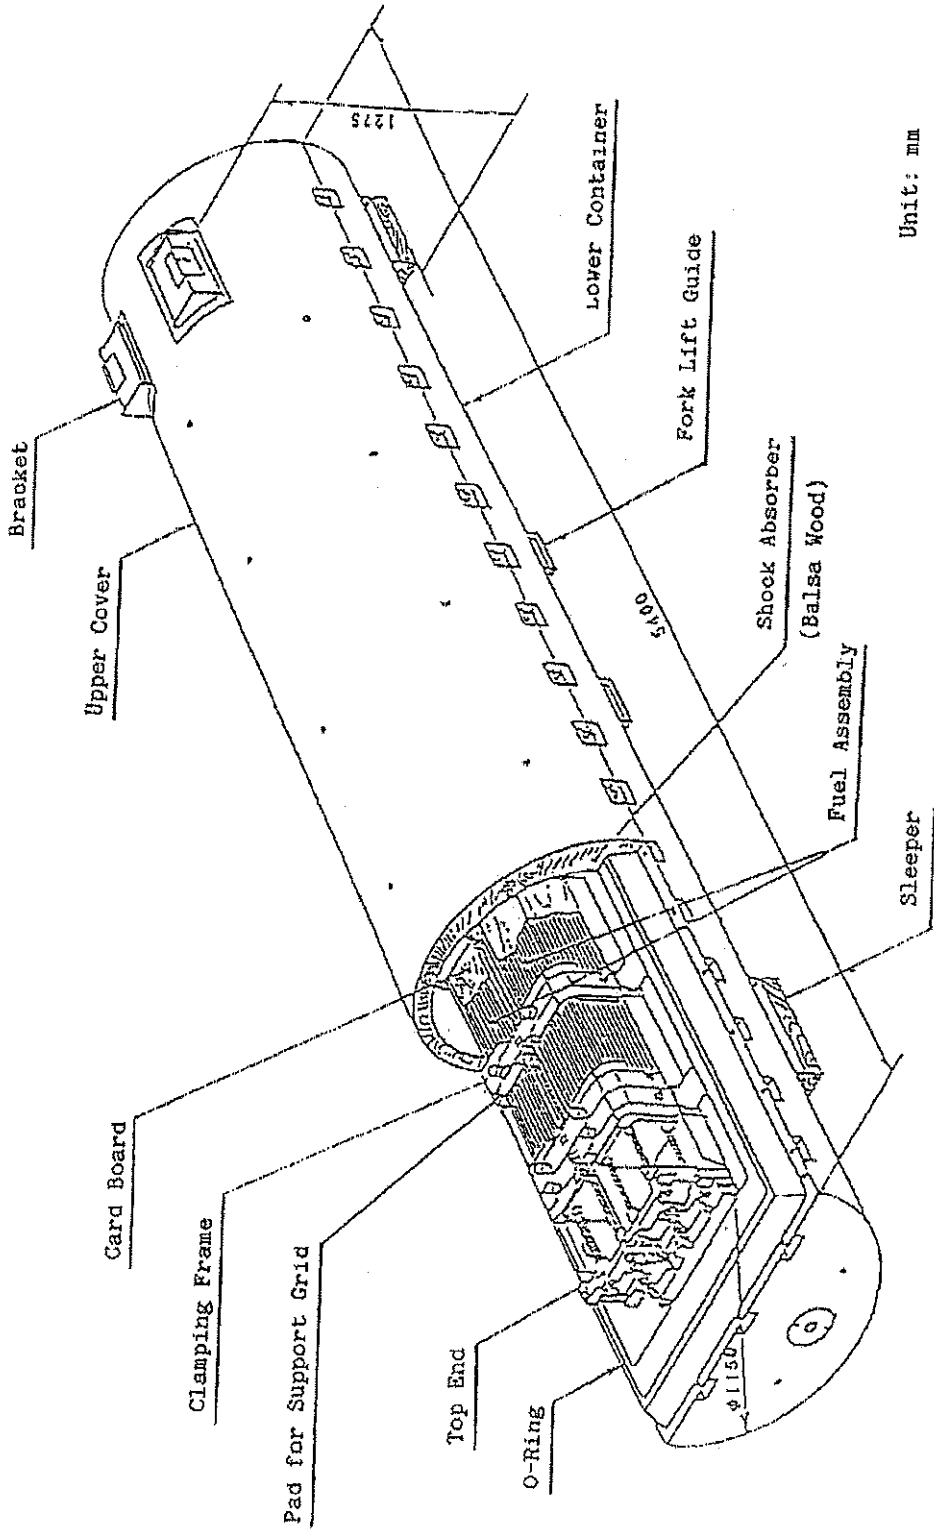 Bracket
Upper Cover
Card Board
Clamping Frame
Pad for Support Grid
Top End
O-Ring
1275
Lower Container
Fork Lift Guide
5400
Shock Absorber
(Balsa Wood)
Fuel Assembly
Sleeper
φ1150
Unit: mm